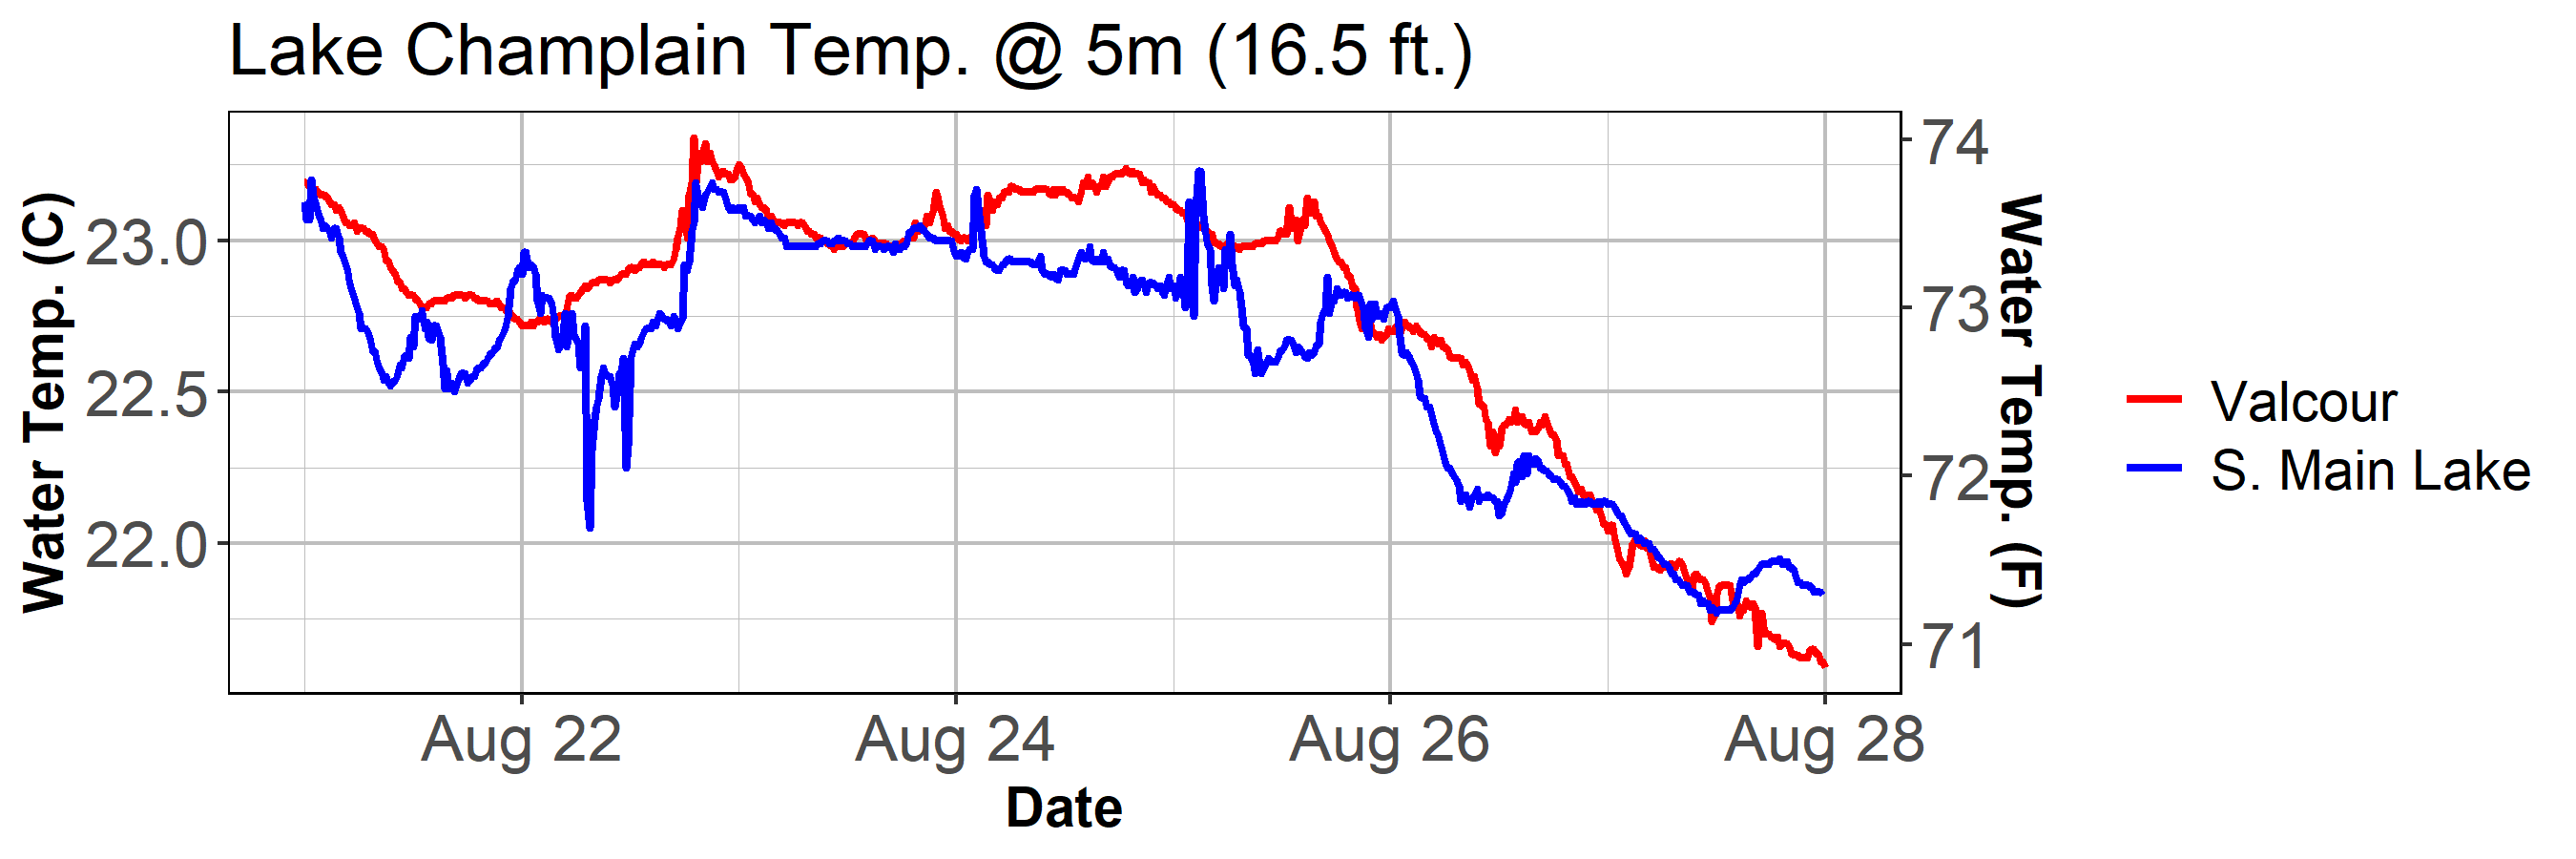 Lake Champlain Temp. @ 5m (16.5 ft.)
Water Temp. (C)
23.0
22.5
22.0
74
73
72
71
Water Temp. (F)
Aug 22
Aug 24
Aug 26
Aug 28
Date
Valcour
S. Main Lake